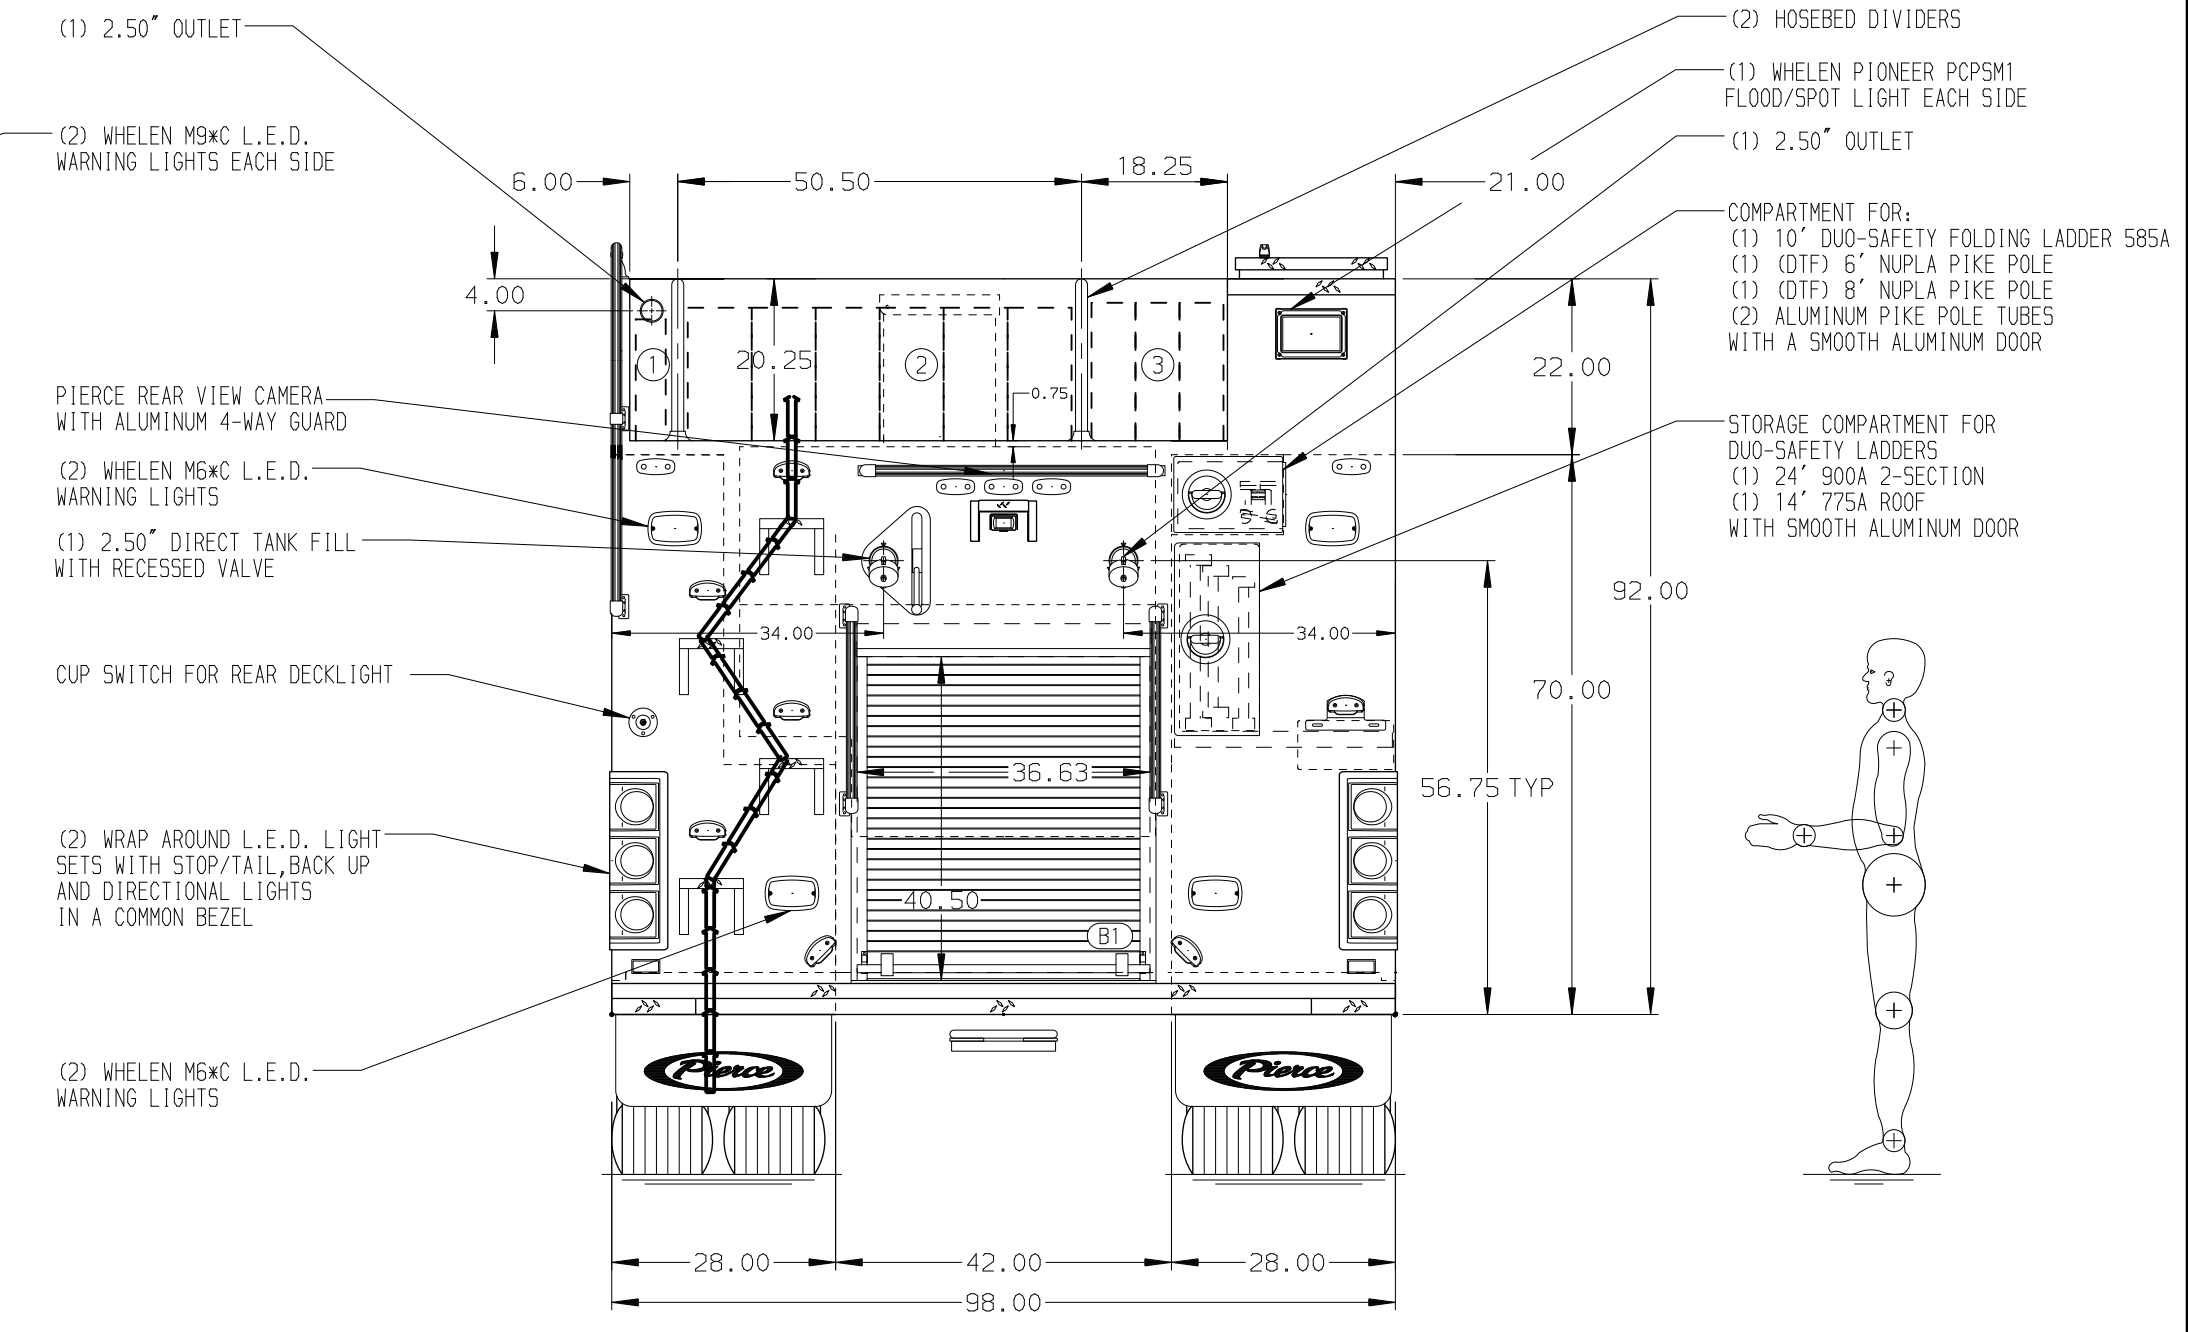 (1) 2.50" OUTLET
(2) WHELEN M9*C L.E.D.
WARNING LIGHTS EACH SIDE
PIERCE REAR VIEW CAMERA
WITH ALUMINUM 4-WAY GUARD
(2) WHELEN M6*C L.E.D.
WARNING LIGHTS
(1) 2.50" DIRECT TANK FILL
WITH RECESSED VALVE
CUP SWITCH FOR REAR DECKLIGHT
(2) WRAP AROUND L.E.D. LIGHT
SETS WITH STOP/TAIL,BACK UP
AND DIRECTIONAL LIGHTS
IN A COMMON BEZEL
(2) WHELEN M6*C L.E.D.
WARNING LIGHTS
6.00
50.50
18.25
21.00
4.00
20.25
1
2
3
0.75
22.00
34.00
34.00
92.00
70.00
36.63
56.75 TYP
40.50
B1
Pierce
Pierce
28.00
42.00
28.00
98.00
(2) HOSEBED DIVIDERS
(1) WHELEN PIONEER PCPSM1
FLOOD/SPOT LIGHT EACH SIDE
(1) 2.50" OUTLET
COMPARTMENT FOR:
(1) 10' DUO-SAFETY FOLDING LADDER 585A
(1) (DTF) 6' NUPLA PIKE POLE
(1) (DTF) 8' NUPLA PIKE POLE
(2) ALUMINUM PIKE POLE TUBES
WITH A SMOOTH ALUMINUM DOOR
STORAGE COMPARTMENT FOR
DUO-SAFETY LADDERS
(1) 24' 900A 2-SECTION
(1) 14' 775A ROOF
WITH SMOOTH ALUMINUM DOOR